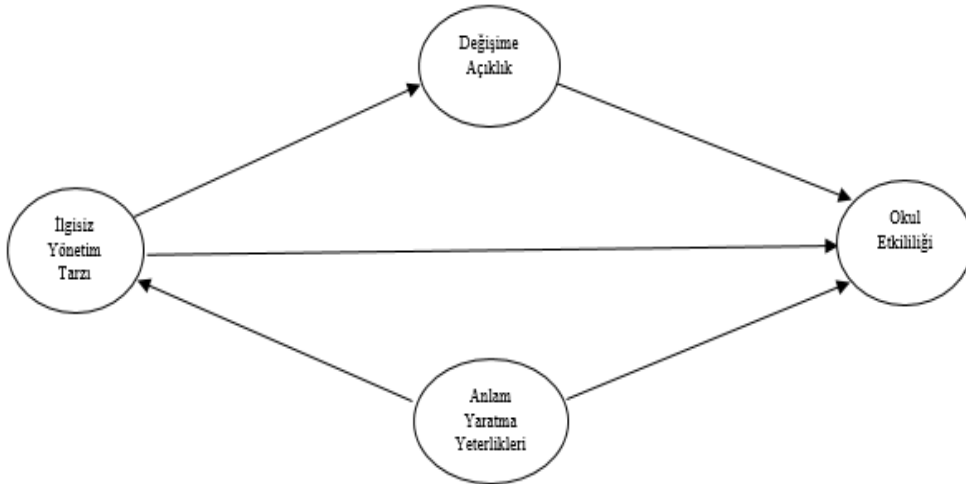 Değişime
Açıklık
İlgisiz
Yönetim
Tarzı
Okul
Etkililiği
Anlam
Yaratma
Yeterlikleri